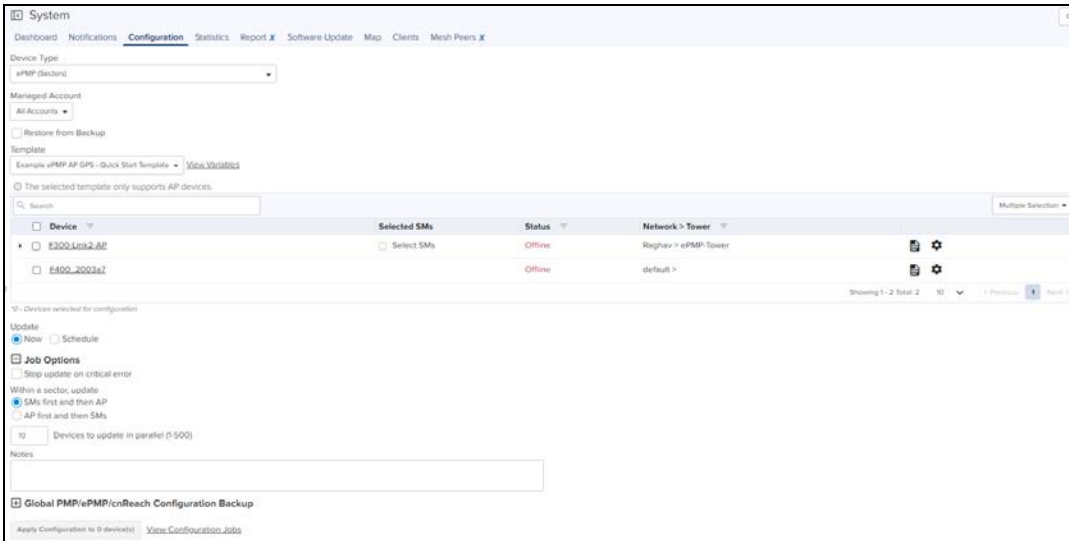 System
Dashboard Notifications Configuration Statistics Report X Software Update Map Clients Mesh Peers X
Device Type
ePMP (Sectors)
Managed Account
All Accounts
Restore from Backup
Template
Example ePMP AP GPS - Quick Start Template View Variables
The selected template only supports AP devices.
Search Multiple Selection
Device Selected SMs Status Network > Tower
F300-Link2-AP Select SMs Offline Raghav > ePMP-Tower
F400_2003a7 Offline default >
Showing 1 - 2 Total: 2 10 < Previous 1 Next
*0 - Devices selected for configuration
Update
Now Schedule
Job Options
Stop update on critical error
Within a sector, update
SMs first and then AP
AP first and then SMs
10 Devices to update in parallel (1-500)
Notes
Global PMP/ePMP/cnReach Configuration Backup
Apply Configuration to 0 device(s) View Configuration Jobs